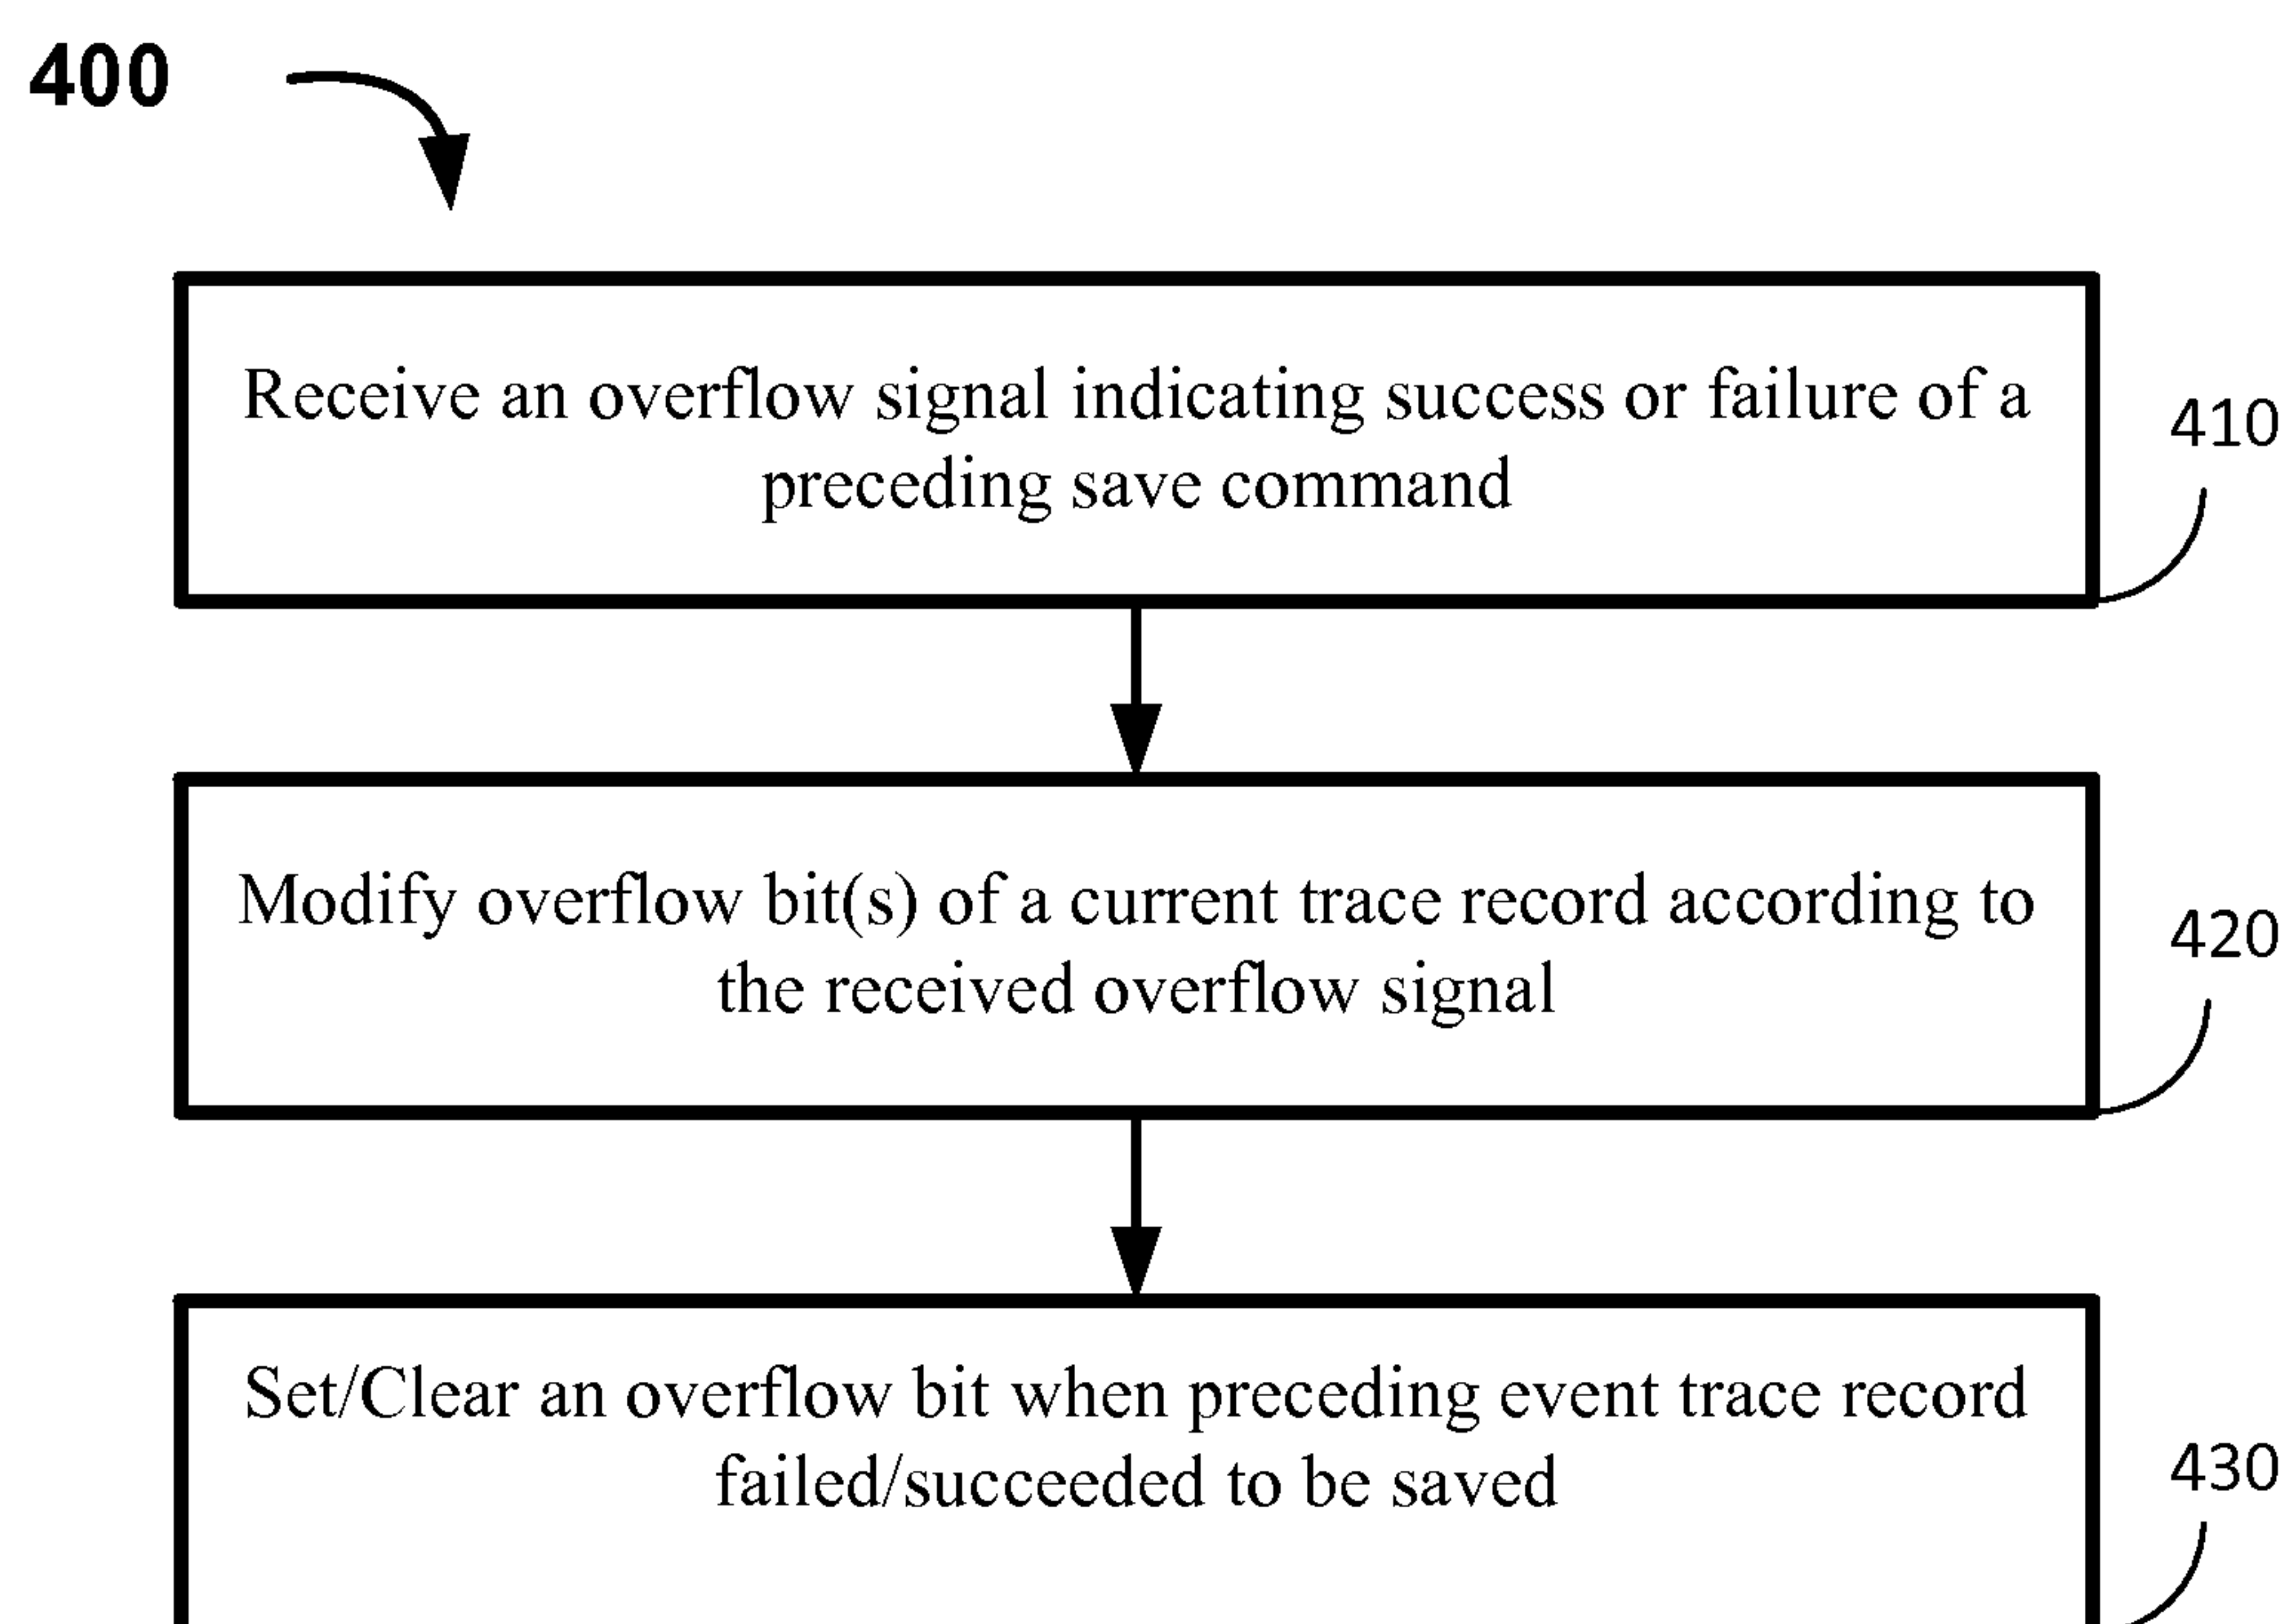 400
Receive an overflow signal indicating success or failure of a
preceding save command
410
Modify overflow bit(s) of a current trace record according to
the received overflow signal
420
Set/Clear an overflow bit when preceding event trace record
failed/succeeded to be saved
430